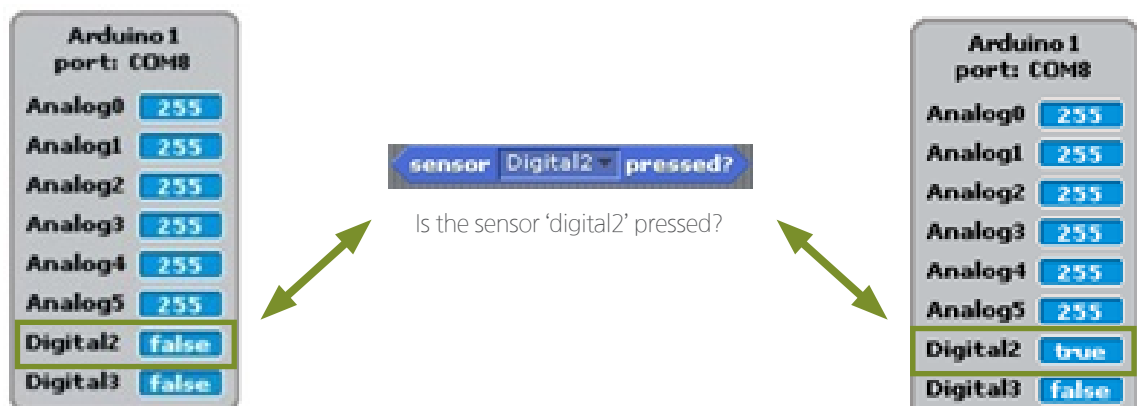 Arduino 1
port: COM8
Analog0 255
Analog1 255
Analog2 255
Analog3 255
Analog4 255
Analog5 255
Digital2 false
Digital3 false
sensor Digital2 pressed?
Is the sensor ‘digital2’ pressed?
Arduino 1
port: COM8
Analog0 255
Analog1 255
Analog2 255
Analog3 255
Analog4 255
Analog5 255
Digital2 true
Digital3 false